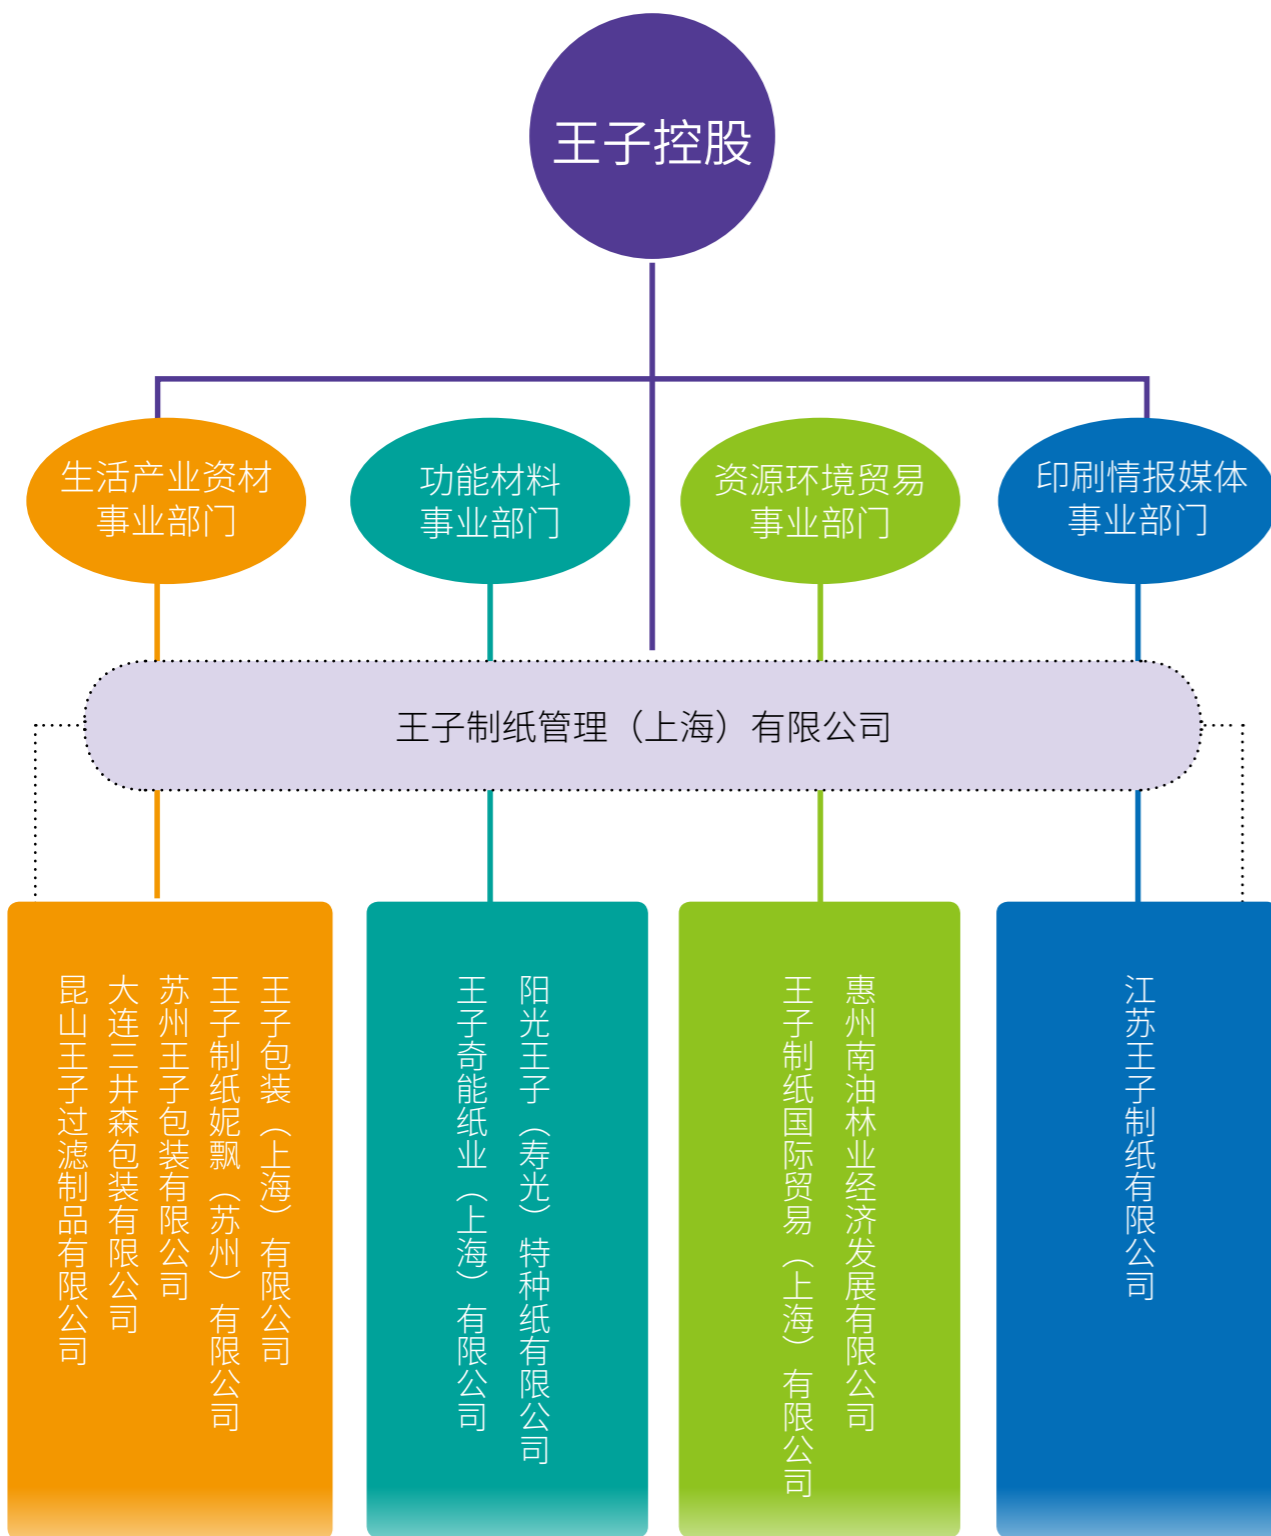 王子控股
生活产业资材
事业部门
功能材料
事业部门
资源环境贸易
事业部门
印刷情报媒体
事业部门
王子制纸管理（上海）有限公司
王子包装（上海）有限公司
王子制纸妮飘（苏州）有限公司
苏州王子包装有限公司
大连三井森包装有限公司
昆山王子过滤制品有限公司
阳光王子（寿光）特种纸有限公司
王子奇能纸业（上海）有限公司
惠州南油林业经济发展有限公司
王子制纸国际贸易（上海）有限公司
江苏王子制纸有限公司